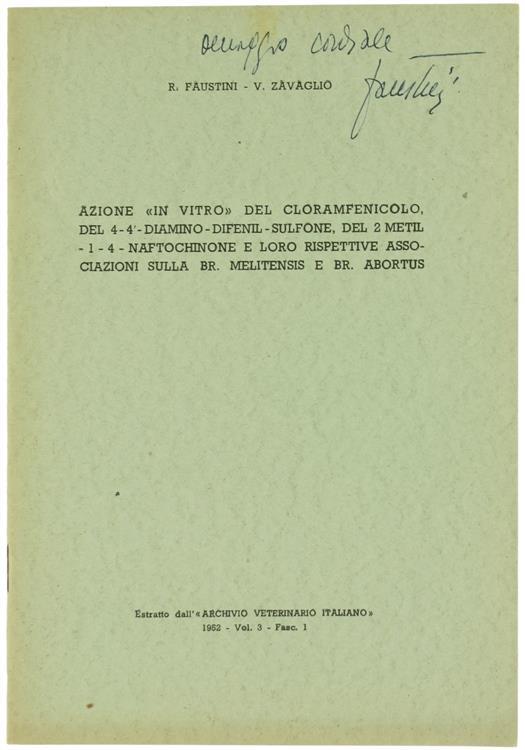 omaggio cordiale
Faustini
R. FAUSTINI - V. ZAVAGLIO
AZIONE «IN VITRO» DEL CLORAMFENICOLO,
DEL 4-4'-DIAMINO-DIFENIL-SULFONE, DEL 2 METIL
- 1 - 4 - NAFTOCHINONE E LORO RISPETTIVE ASSO-
CIAZIONI SULLA BR. MELITENSIS E BR. ABORTUS
Estratto dall'«ARCHIVIO VETERINARIO ITALIANO»
1952 - Vol. 3 - Fasc. 1